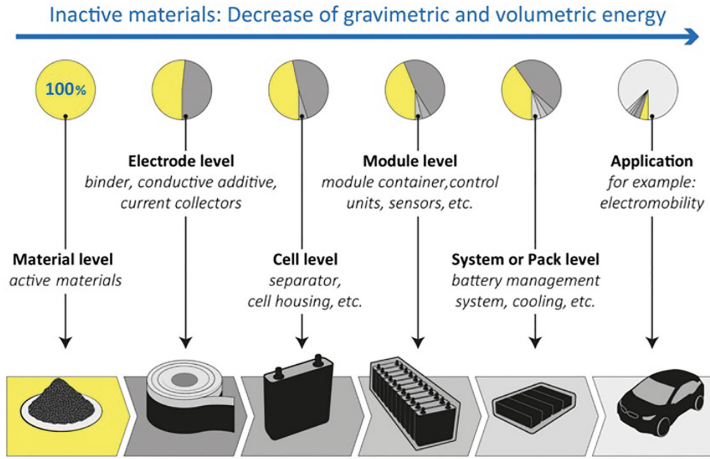 Inactive materials: Decrease of gravimetric and volumetric energy
100%
Electrode level
binder, conductive additive,
current collectors
Module level
module container,control
units, sensors, etc.
Application
for example:
electromobility
Material level
active materials
Cell level
separator,
cell housing, etc.
System or Pack level
battery management
system, cooling, etc.